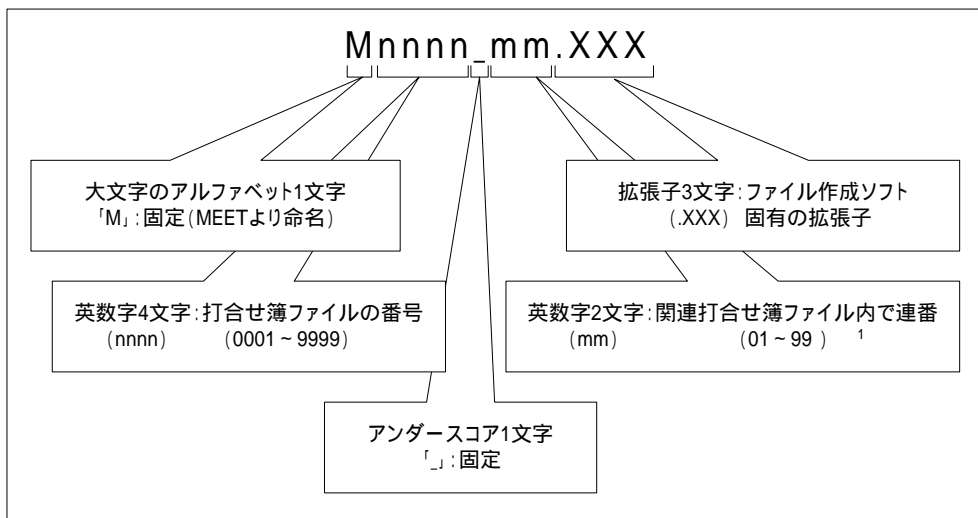 Mnnnn_mm.XXX
大文字のアルファベット1文字
「M」:固定(MEETより命名)
拡張子3文字:ファイル作成ソフト
(.XXX) 固有の拡張子
英数字4文字:打合せ簿ファイルの番号
(nnnn) (0001~9999)
英数字2文字:関連打合せ簿ファイル内で連番
(mm) (01~99 ) 1
アンダースコア1文字
「_」:固定